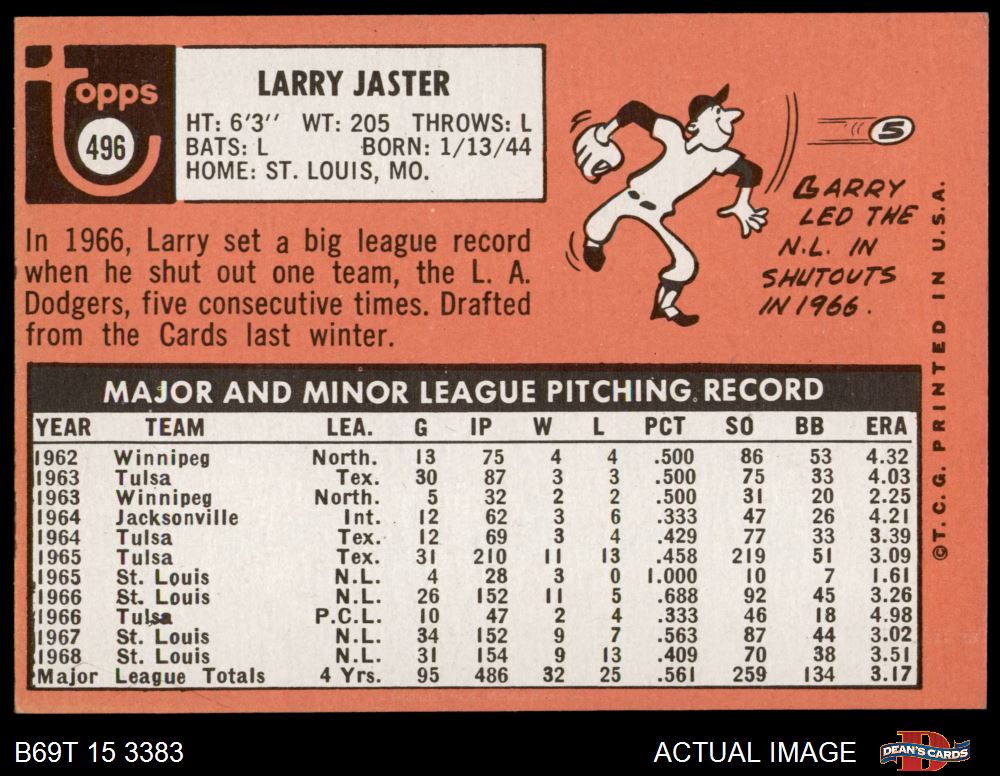 topps
496
LARRY JASTER
HT: 6'3'' WT: 205 THROWS: L
BATS: L BORN: 1/13/44
HOME: ST. LOUIS, MO.
5
BARRY
LED THE
N.L. IN
SHUTOUTS
IN 1966.
In 1966, Larry set a big league record
when he shut out one team, the L. A.
Dodgers, five consecutive times. Drafted
from the Cards last winter.
MAJOR AND MINOR LEAGUE PITCHING RECORD
YEAR TEAM LEA. G IP W L PCT SO BB ERA
1962 Winnipeg North. 13 75 4 4 .500 86 53 4.32
1963 Tulsa Tex. 30 87 3 3 .500 75 33 4.03
1963 Winnipeg North. 5 32 2 2 .500 31 20 2.25
1964 Jacksonville Int. 12 62 3 6 .333 47 26 4.21
1964 Tulsa Tex. 12 69 3 4 .429 77 33 3.39
1965 Tulsa Tex. 31 210 11 13 .458 219 51 3.09
1965 St. Louis N.L. 4 28 3 0 1.000 10 7 1.61
1966 St. Louis N.L. 26 152 11 5 .688 92 45 3.26
1966 Tulsa P.C.L. 10 47 2 4 .333 46 18 4.98
1967 St. Louis N.L. 34 152 9 7 .563 87 44 3.02
1968 St. Louis N.L. 31 154 9 13 .409 70 38 3.51
Major League Totals 4 Yrs. 95 486 32 25 .561 259 134 3.17
©T.C.G. PRINTED IN U.S.A.
B69T 15 3383
ACTUAL IMAGE
D
DEAN'S CARDS